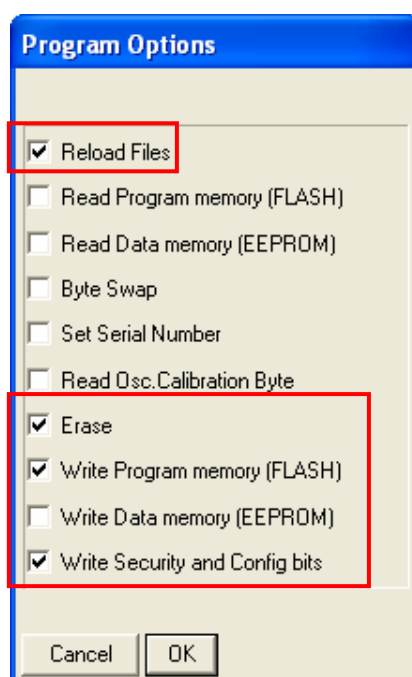 Program Options
Reload Files
Read Program memory (FLASH)
Read Data memory (EEPROM)
Byte Swap
Set Serial Number
Read Osc.Calibration Byte
Erase
Write Program memory (FLASH)
Write Data memory (EEPROM)
Write Security and Config bits
Cancel OK